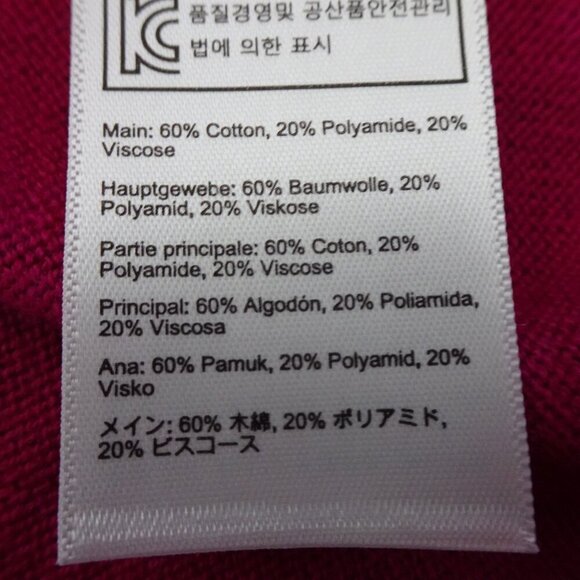 품질경영및 공산품안전관리
법에 의한 표시
Main: 60% Cotton, 20% Polyamide, 20%
Viscose
Hauptgewebe: 60% Baumwolle, 20%
Polyamid, 20% Viskose
Partie principale: 60% Coton, 20%
Polyamide, 20% Viscose
Principal: 60% Algodón, 20% Poliamida,
20% Viscosa
Ana: 60% Pamuk, 20% Polyamid, 20%
Visko
メイン: 60% 木綿, 20% ポリアミド,
20% ビスコース